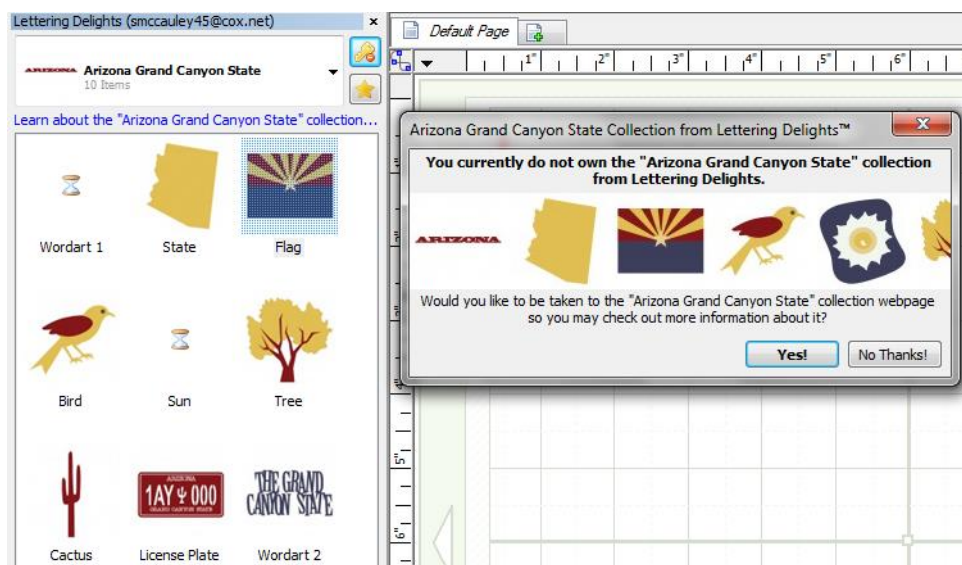 Lettering Delights (smccauley45@cox.net)
Arizona Grand Canyon State
10 Items
Learn about the "Arizona Grand Canyon State" collection...
ARIZONA
Wordart 1
State
Flag
Bird
Sun
Tree
ARIZONA
1AY 000
GRAND CANYON STATE
THE GRAND
CANYON STATE
Cactus
License Plate
Wordart 2
Default Page
1"
2"
3"
4"
5"
6"
Arizona Grand Canyon State Collection from Lettering Delights™
You currently do not own the "Arizona Grand Canyon State" collection
from Lettering Delights.
ARIZONA
Would you like to be taken to the "Arizona Grand Canyon State" collection webpage
so you may check out more information about it?
Yes!
No Thanks!
5"
6"